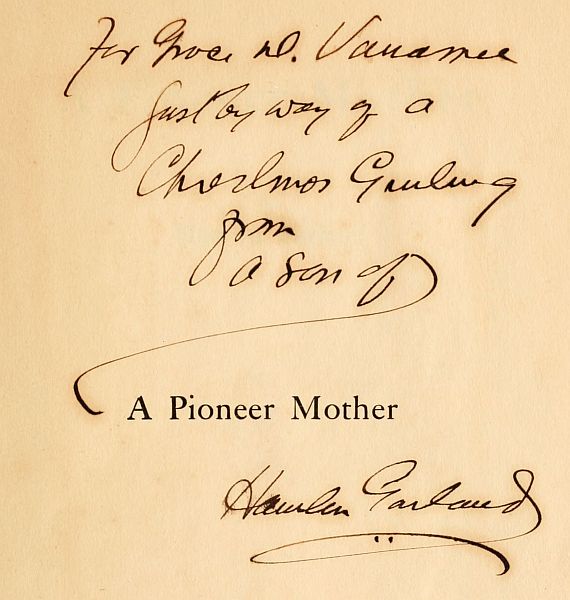 For Grace D. Vanamee
Just by way of a
Christmas Greeting
from
a son of
A Pioneer Mother
Hamlin Garland